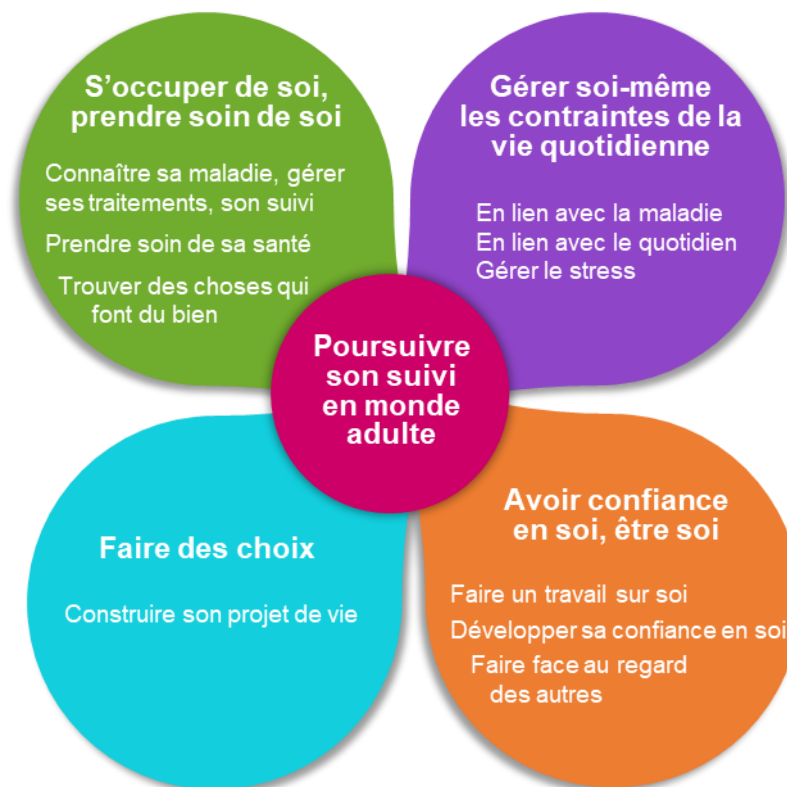 S'occuper de soi,
prendre soin de soi
Connaître sa maladie, gérer
ses traitements, son suivi
Prendre soin de sa santé
Trouver des choses qui
font du bien
Gérer soi-même
les contraintes de la
vie quotidienne
En lien avec la maladie
En lien avec le quotidien
Gérer le stress
Poursuivre
son suivi
en monde
adulte
Faire des choix
Construire son projet de vie
Avoir confiance
en soi, être soi
Faire un travail sur soi
Développer sa confiance en soi
Faire face au regard
des autres